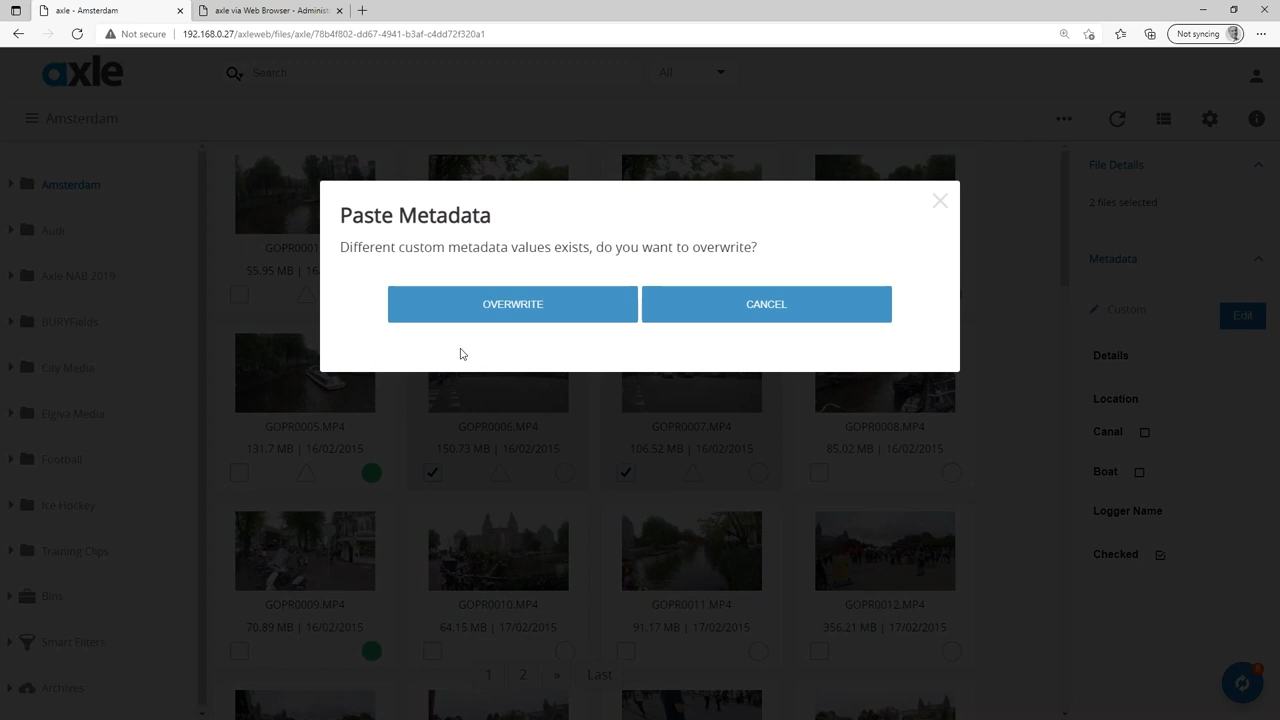 axle - Amsterdam
axle via Web Browser - Administ
Not secure
192.168.0.27/axleweb/files/axle/78b4f802-dd67-4941-b3af-c4dd72f320a1
Not syncing
axle
Search
All
Amsterdam
Amsterdam
Audi
Axle NAB 2019
BURYFields
City Media
Elgiva Media
Football
Ice Hockey
Training Clips
Bins
Smart Filters
Archives
Paste Metadata
Different custom metadata values exists, do you want to overwrite?
OVERWRITE
CANCEL
GOPR0001
55.95 MB | 16/02/2015
GOPR0005.MP4
131.7 MB | 16/02/2015
GOPR0006.MP4
150.73 MB | 16/02/2015
GOPR0007.MP4
106.52 MB | 16/02/2015
GOPR0008.MP4
85.02 MB | 16/02/2015
GOPR0009.MP4
70.89 MB | 16/02/2015
GOPR0010.MP4
64.15 MB | 17/02/2015
GOPR0011.MP4
91.17 MB | 17/02/2015
GOPR0012.MP4
356.21 MB | 17/02/2015
1 2 » Last
File Details
2 files selected
Metadata
Custom
Edit
Details
Location
Canal
Boat
Logger Name
Checked